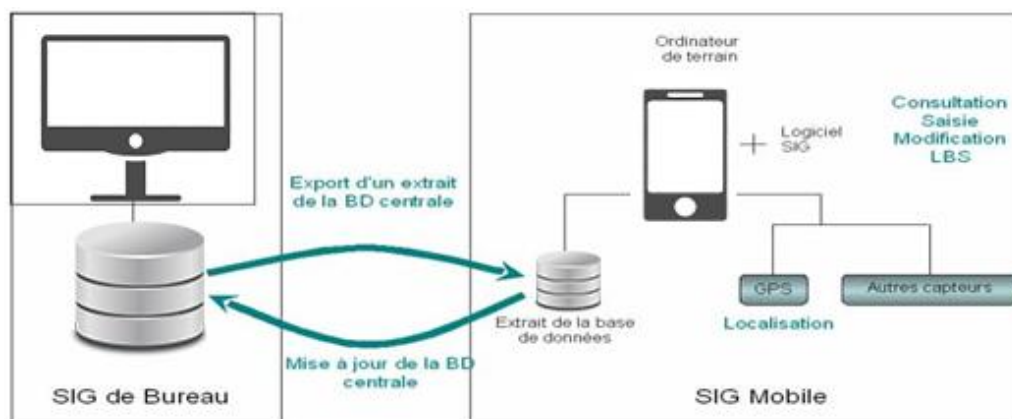 Ordinateur
de terrain
Logiciel
SIG
Consultation
Saisie
Modification
LBS
Export d'un extrait
de la BD centrale
GPS
Autres capteurs
Localisation
Extrait de la base
de données
Mise à jour de la BD
centrale
SIG de Bureau
SIG Mobile